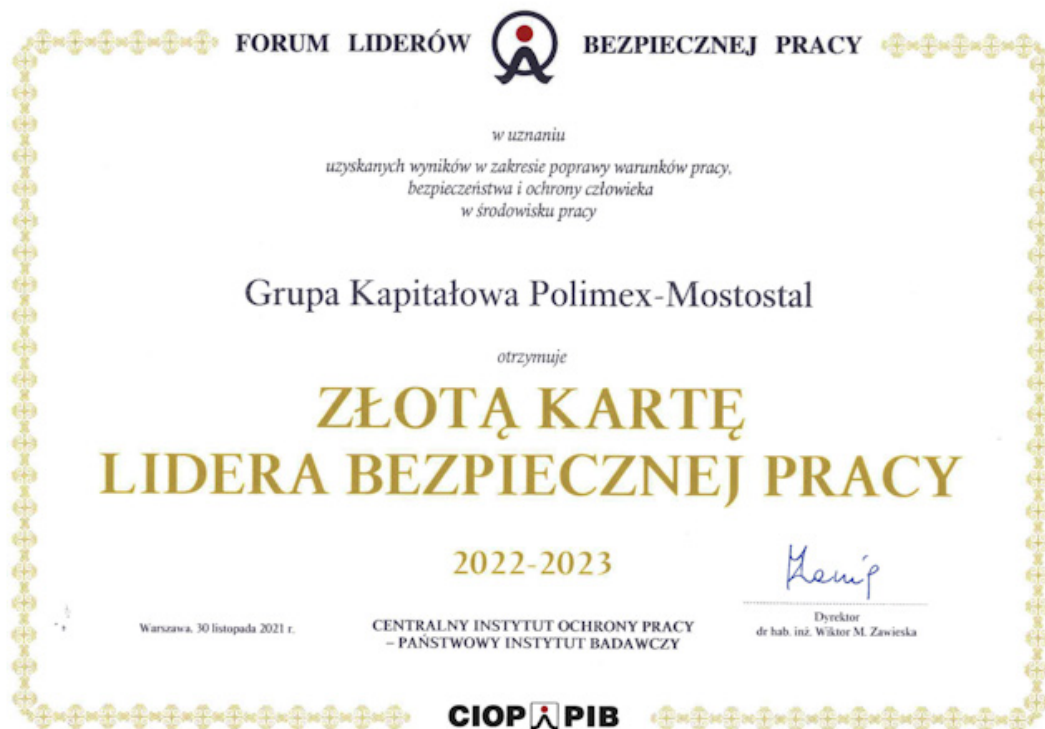 FORUM LIDERÓW BEZPIECZNEJ PRACY
w uznaniu
uzyskanych wyników w zakresie poprawy warunków pracy,
bezpieczeństwa i ochrony człowieka
w środowisku pracy
Grupa Kapitałowa Polimex-Mostostal
otrzymuje
ZŁOTĄ KARTĘ
LIDERA BEZPIECZNEJ PRACY
2022-2023
Warszawa, 30 listopada 2021 r.
CENTRALNY INSTYTUT OCHRONY PRACY
– PAŃSTWOWY INSTYTUT BADAWCZY
Dyrektor
dr hab. inż. Wiktor M. Zawieska
CIOP PIB